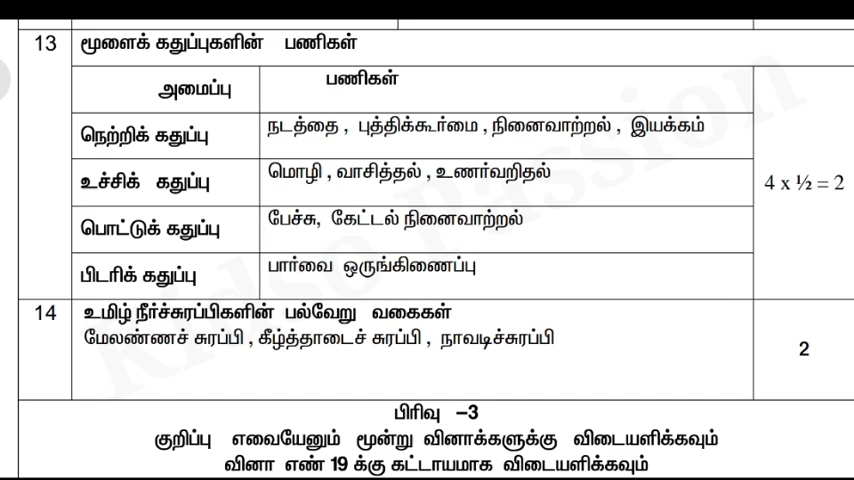 13 மூளைக் கதுப்புகளின் பணிகள்
அமைப்பு பணிகள்
நெற்றிக் கதுப்பு நடத்தை , புத்திக்கூர்மை , நினைவாற்றல் , இயக்கம்
உச்சிக் கதுப்பு மொழி , வாசித்தல் , உணர்வறிதல்
4 x ½ = 2
பொட்டுக் கதுப்பு பேச்சு, கேட்டல் நினைவாற்றல்
பிடரிக் கதுப்பு பார்வை ஒருங்கிணைப்பு
14 உமிழ் நீர்ச்சுரப்பிகளின் பல்வேறு வகைகள்
மேலண்ணச் சுரப்பி , கீழ்த்தாடைச் சுரப்பி , நாவடிச்சுரப்பி
2
பிரிவு –3
குறிப்பு எவையேனும் மூன்று வினாக்களுக்கு விடையளிக்கவும்
வினா எண் 19 க்கு கட்டாயமாக விடையளிக்கவும்
Kidso Passion